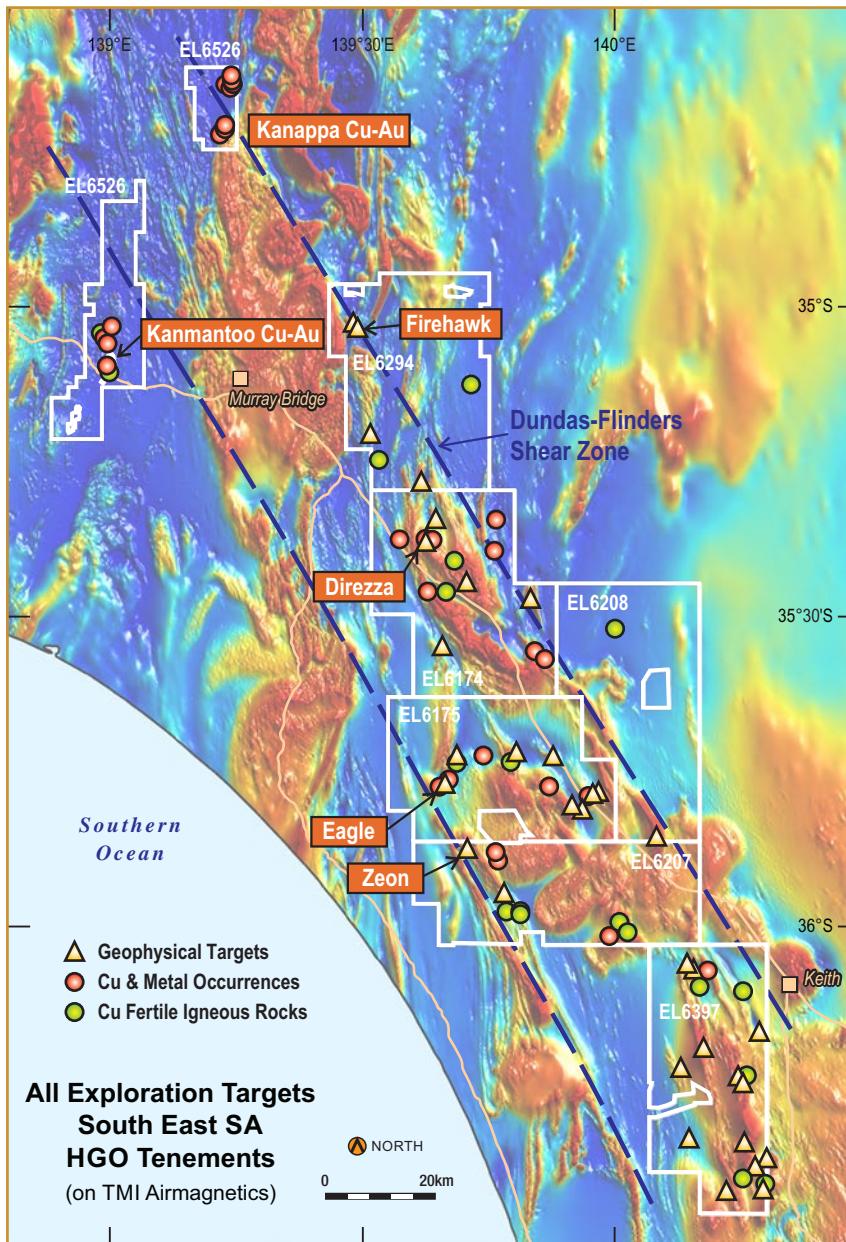 139°E
139°30'E
140°E
EL6526
Kanappa Cu-Au
EL6526
35°S
Kanmantoo Cu-Au
Firehawk
EL6294
Murray Bridge
Dundas-Flinders
Shear Zone
Direzza
EL6208
35°30'S
EL6174
EL6175
Eagle
Southern
Ocean
EL6207
Zeon
36°S
Geophysical Targets
Cu & Metal Occurrences
Cu Fertile Igneous Rocks
Keith
EL6397
All Exploration Targets
South East SA
HGO Tenements
(on TMI Airmagnetics)
NORTH
0 20km